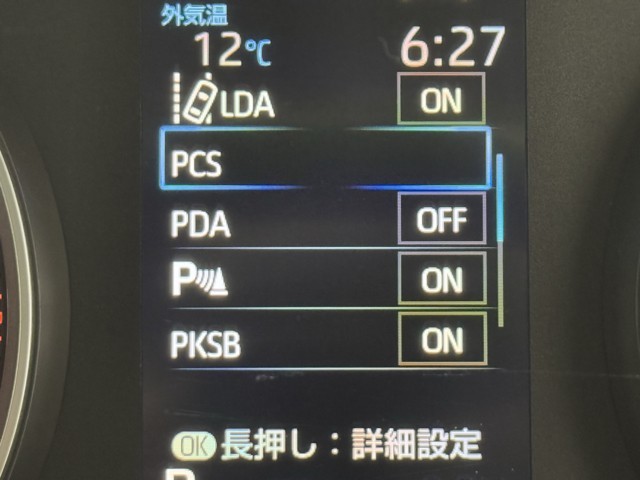 外気温
12℃ 6:27
LDA ON
PCS
PDA OFF
P ON
PKSB ON
OK 長押し：詳細設定